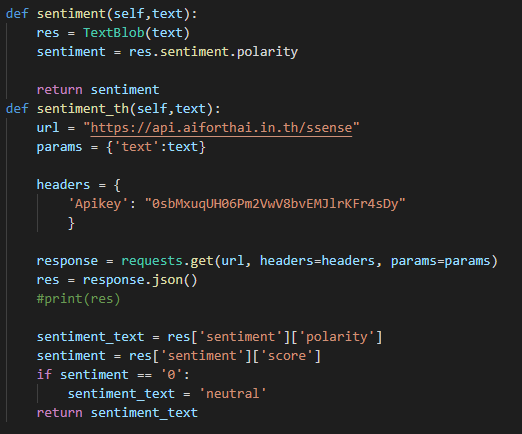 def sentiment(self,text):
    res = TextBlob(text)
    sentiment = res.sentiment.polarity

    return sentiment
def sentiment_th(self,text):
    url = "https://api.aiforthai.in.th/ssense"
    params = {'text':text}

    headers = {
        'Apikey': "0sbMxuqUH06Pm2VwV8bvEMJlrKFr4sDy"
        }

    response = requests.get(url, headers=headers, params=params)
    res = response.json()
    #print(res)

    sentiment_text = res['sentiment']['polarity']
    sentiment = res['sentiment']['score']
    if sentiment == '0':
        sentiment_text = 'neutral'
    return sentiment_text